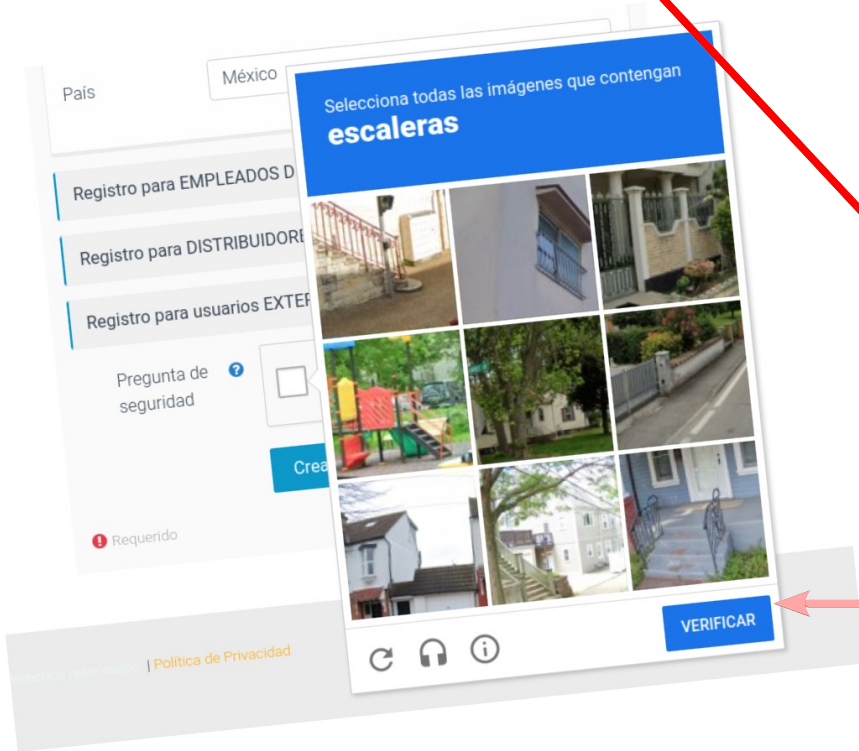 País
México
Selecciona todas las imágenes que contengan
escaleras
Registro para EMPLEADOS D
Registro para DISTRIBUIDORE
Registro para usuarios EXTER
Pregunta de
seguridad
Crea
Requerido
| Política de Privacidad
VERIFICAR